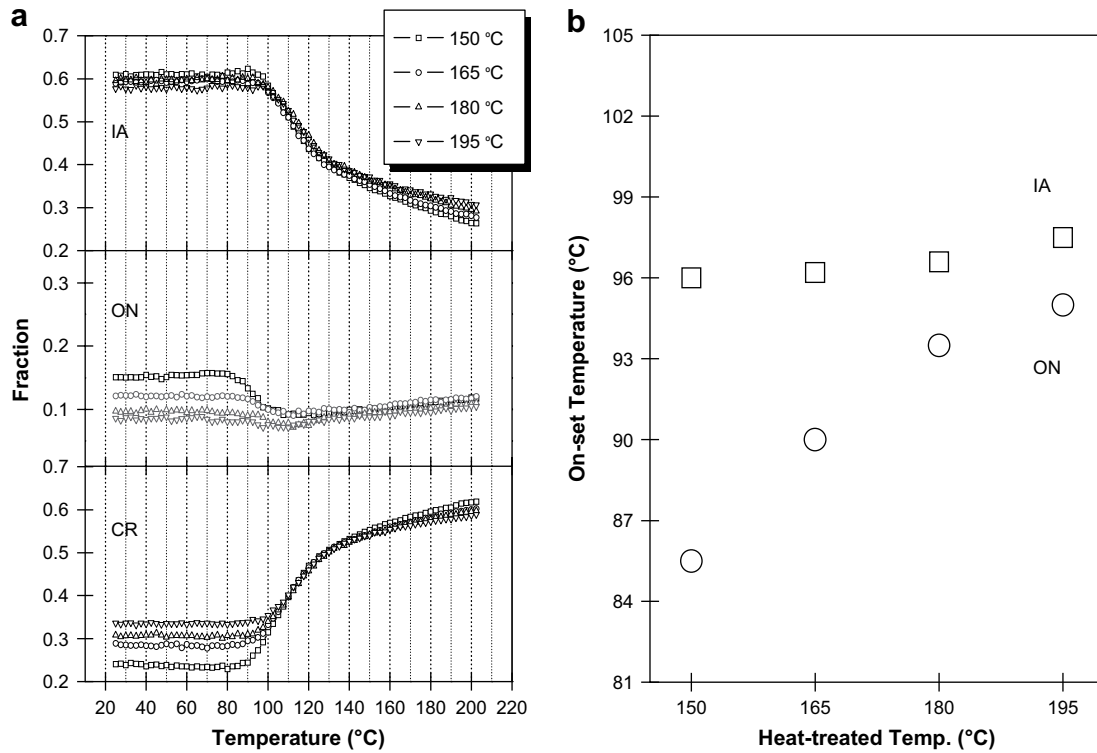 a
0.7
0.6
0.5
0.4
0.3
0.2
IA
150 °C
165 °C
180 °C
195 °C
0.3
0.2
0.1
ON
Fraction
0.7
0.6
0.5
0.4
0.3
0.2
CR
20 40 60 80 100 120 140 160 180 200 220
Temperature (°C)
b
105
102
99
96
93
90
87
84
81
On-set Temperature (°C)
IA
ON
150 165 180 195
Heat-treated Temp. (°C)